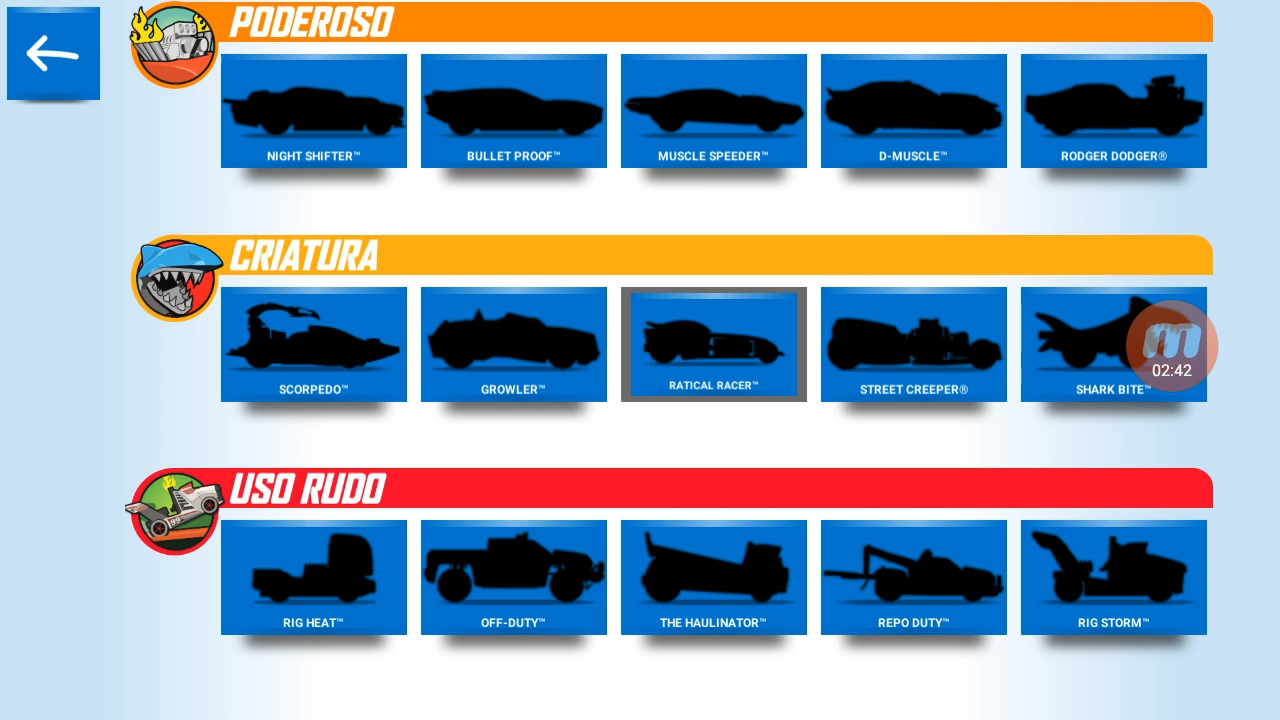 PODEROSO
NIGHT SHIFTER™ BULLET PROOF™ MUSCLE SPEEDER™ D-MUSCLE™ RODGER DODGER®
CRIATURA
SCORPEDO™ GROWLER™ RATICAL RACER™ STREET CREEPER® SHARK BITE™
m
02:42
USO RUDO
99
RIG HEAT™ OFF-DUTY™ THE HAULINATOR™ REPO DUTY™ RIG STORM™